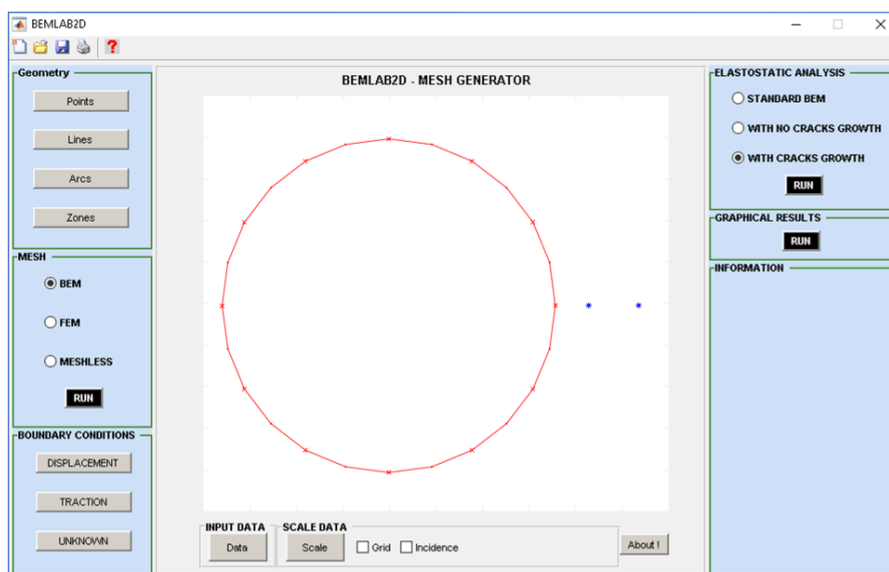 BEMLAB2D
Geometry
Points
Lines
Arcs
Zones
MESH
BEM
FEM
MESHLESS
RUN
BOUNDARY CONDITIONS
DISPLACEMENT
TRACTION
UNKNOWN
BEMLAB2D - MESH GENERATOR
INPUT DATA
Data
SCALE DATA
Scale
Grid
Incidence
About !
ELASTOSTATIC ANALYSIS
STANDARD BEM
WITH NO CRACKS GROWTH
WITH CRACKS GROWTH
RUN
GRAPHICAL RESULTS
RUN
INFORMATION